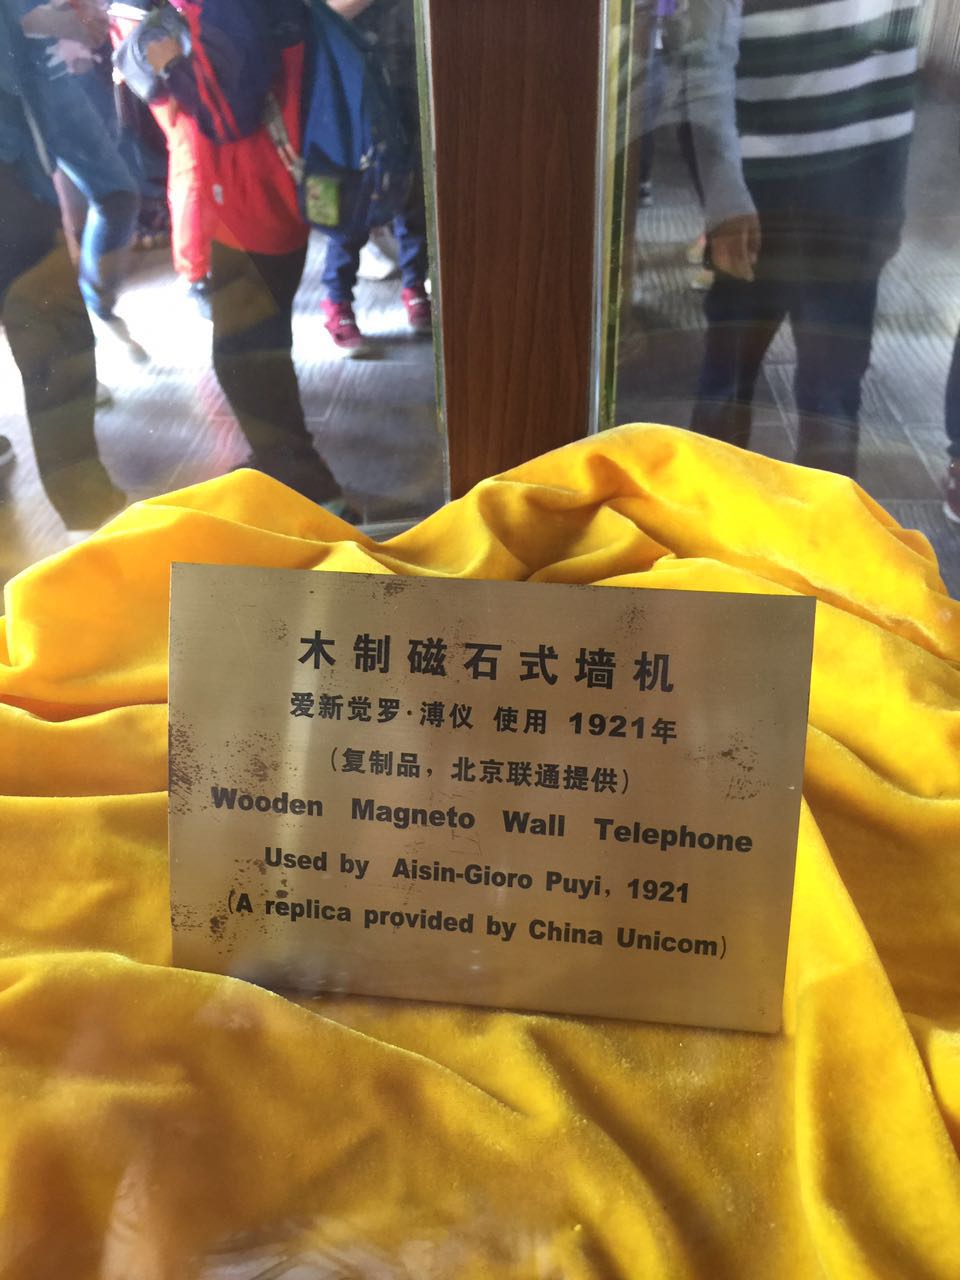 木制磁石式墙机
爱新觉罗·溥仪 使用 1921年
(复制品，北京联通提供)
Wooden Magneto Wall Telephone
Used by Aisin-Gioro Puyi, 1921
(A replica provided by China Unicom)